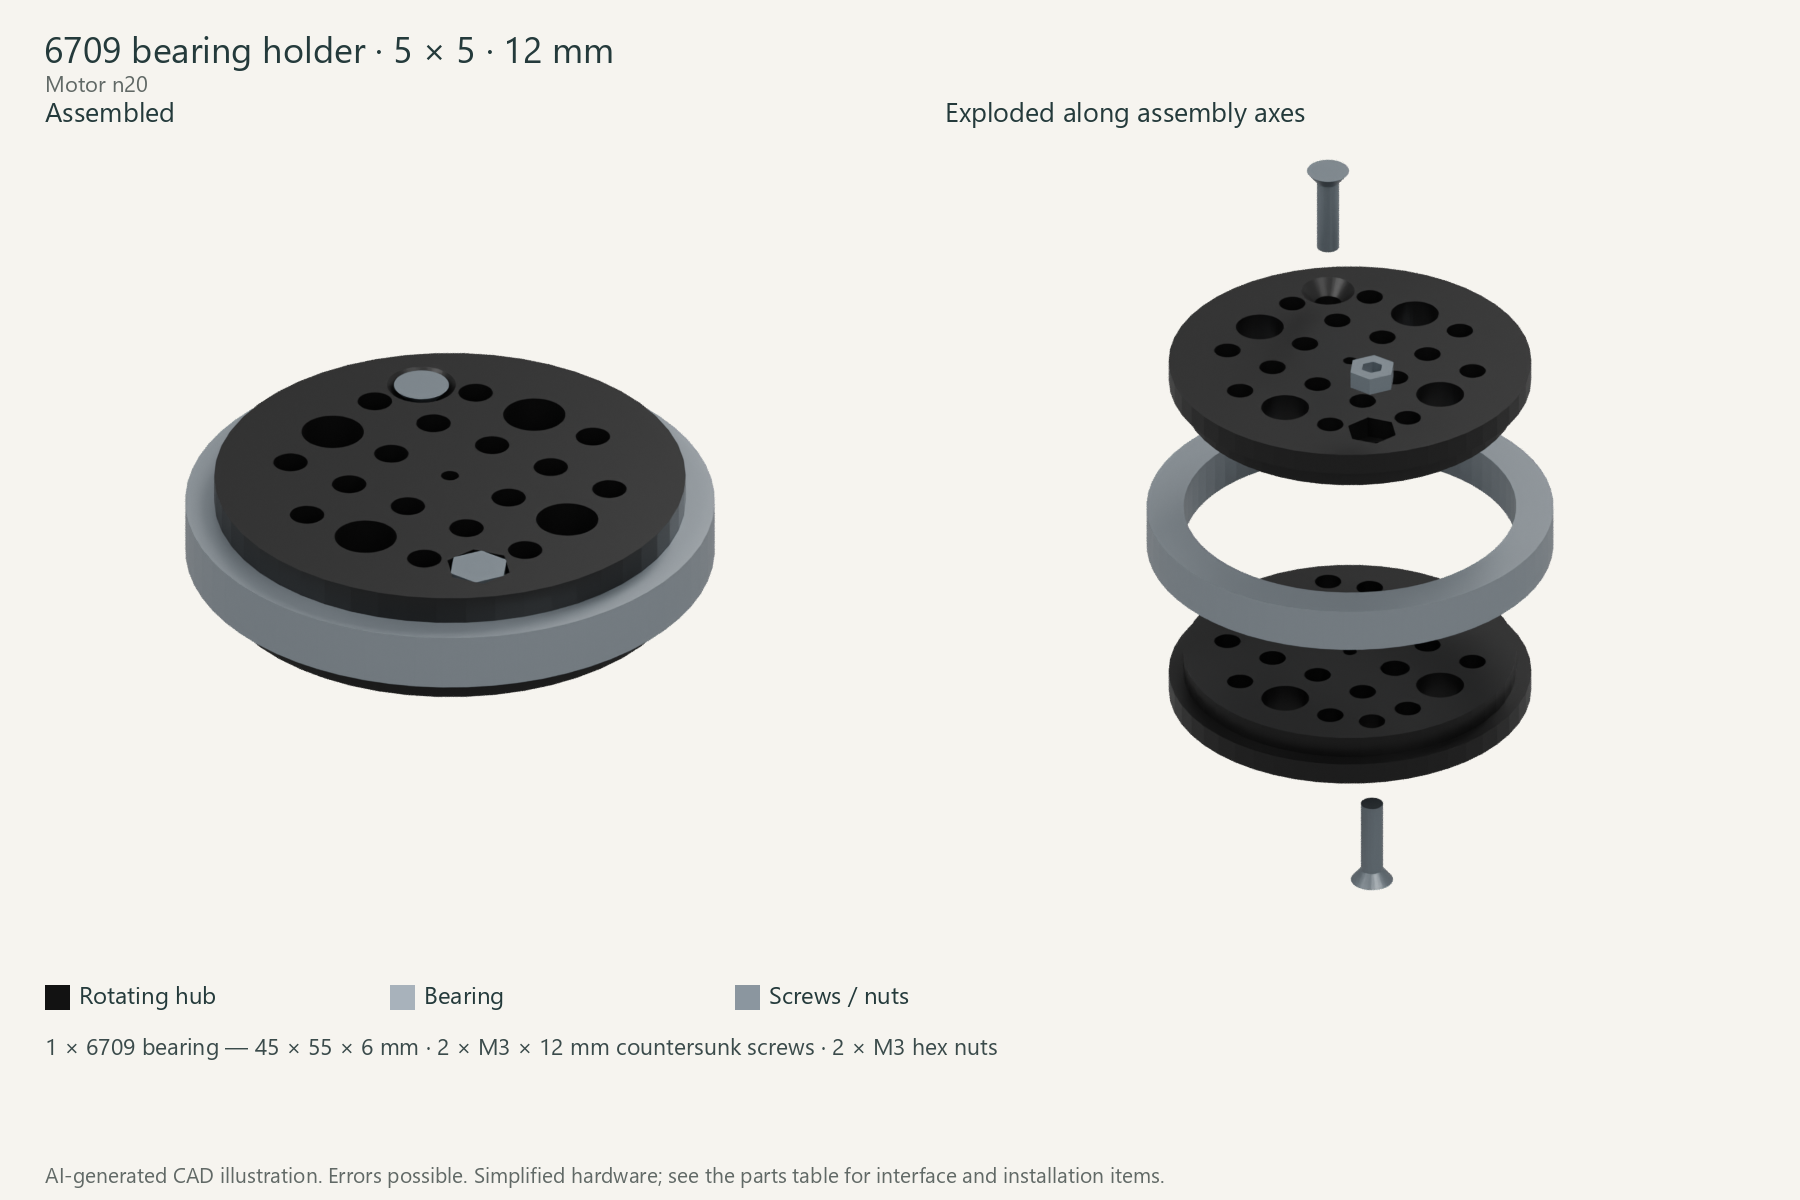 6709 bearing holder · 5 × 5 · 12 mm
Motor n20
Assembled
Exploded along assembly axes
Rotating hub
Bearing
Screws / nuts
1 × 6709 bearing — 45 × 55 × 6 mm · 2 × M3 × 12 mm countersunk screws · 2 × M3 hex nuts
AI-generated CAD illustration. Errors possible. Simplified hardware; see the parts table for interface and installation items.